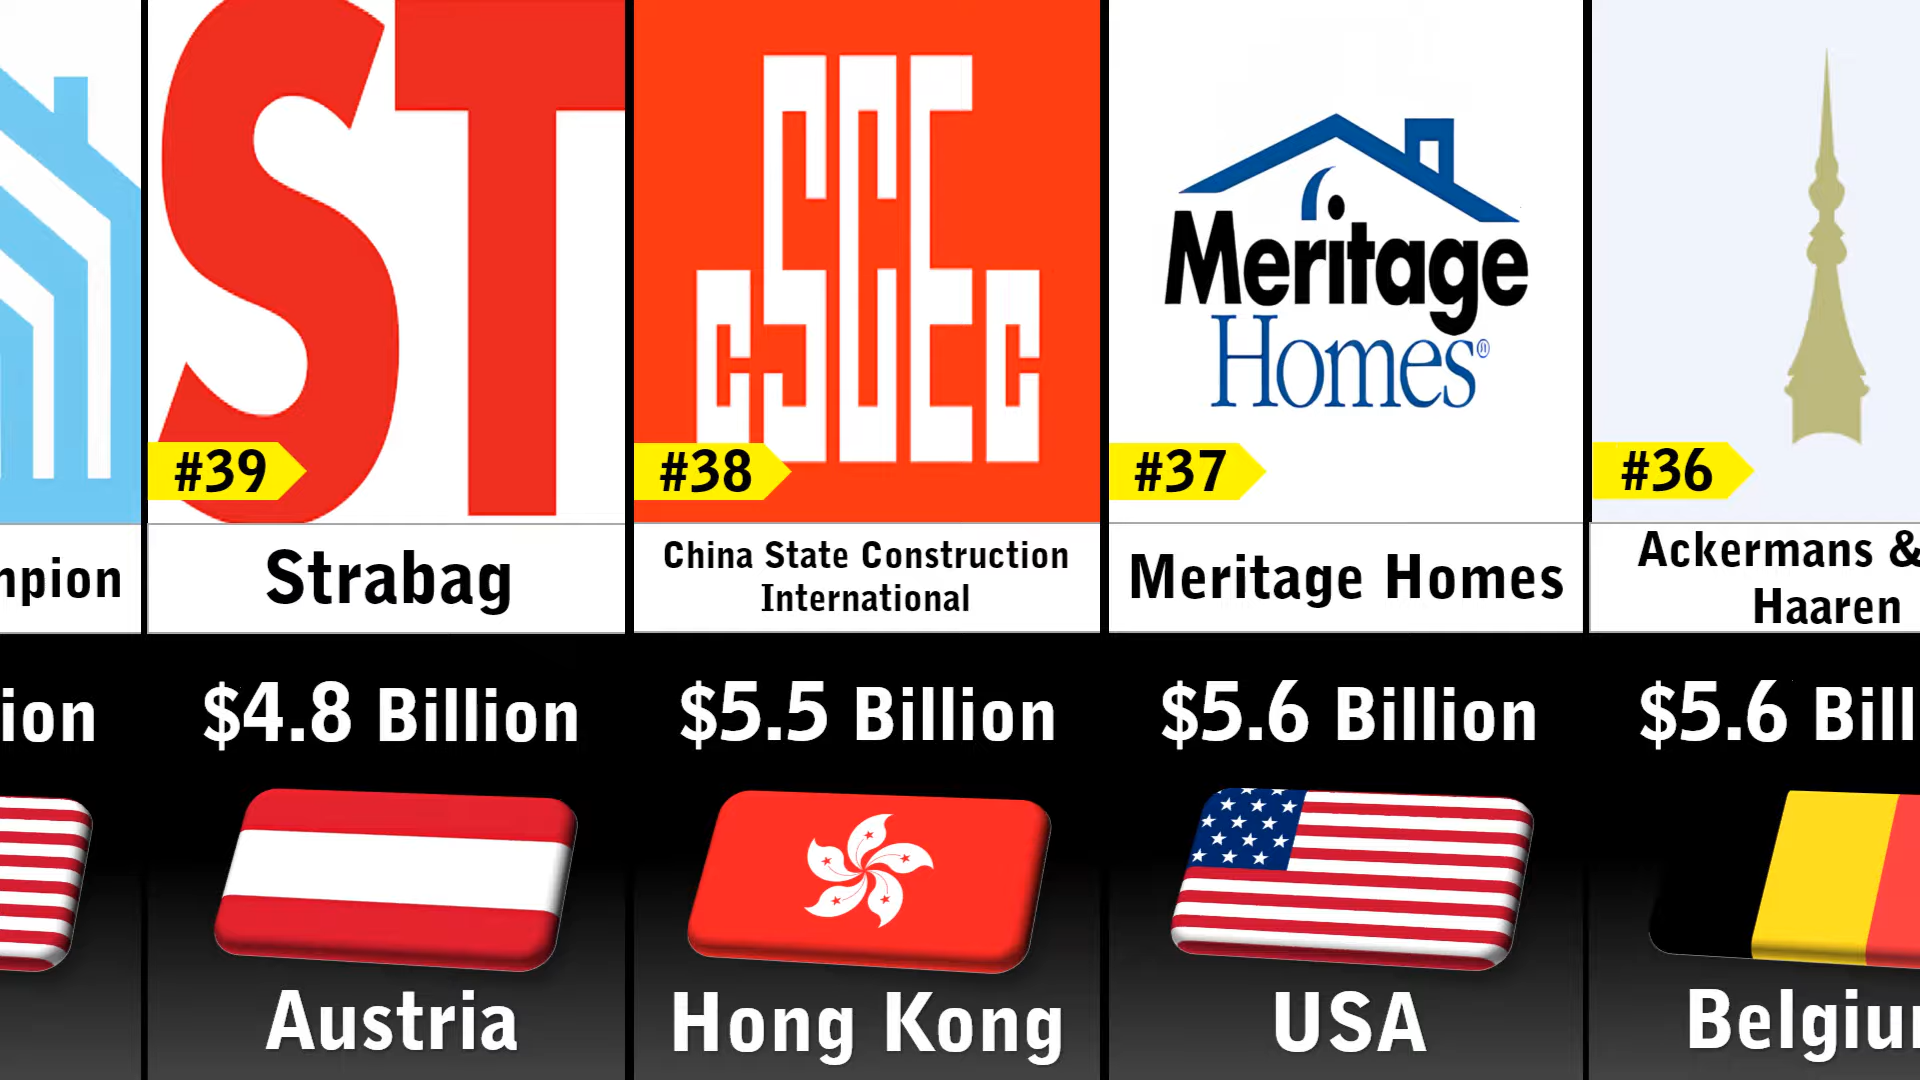 ST
#39
Strabag
$4.8 Billion
Austria
CSCEC
#38
China State Construction
International
$5.5 Billion
Hong Kong
Meritage
Homes®
#37
Meritage Homes
$5.6 Billion
USA
#36
Ackermans &
Haaren
$5.6 Bill
Belgiu
mpion
ion